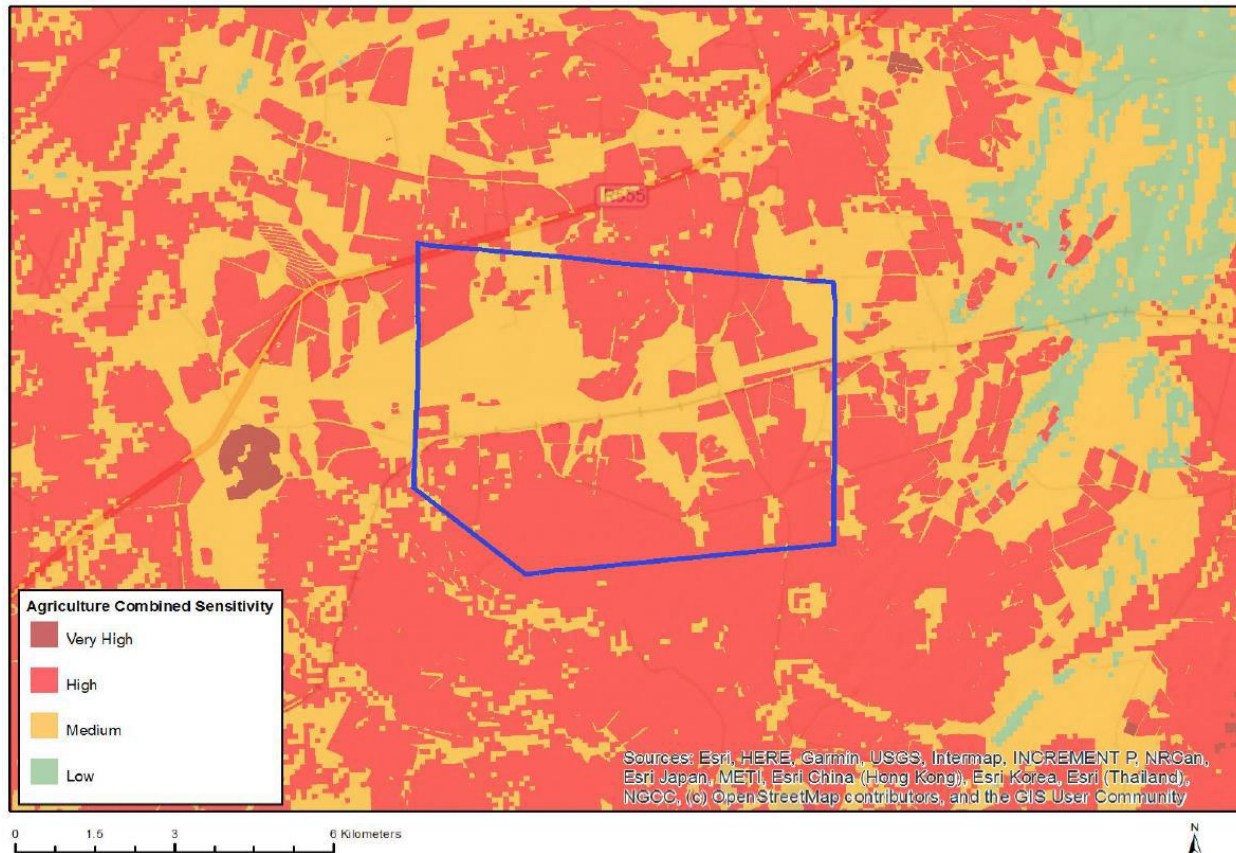 R555
Agriculture Combined Sensitivity
Very High
High
Medium
Low
Sources: Esri, HERE, Garmin, USGS, Intermap, INCREMENT P, NRCan,
Esri Japan, METI, Esri China (Hong Kong), Esri Korea, Esri (Thailand),
NGCC, (c) OpenStreetMap contributors, and the GIS User Community
0 1.5 3 6 Kilometers
N